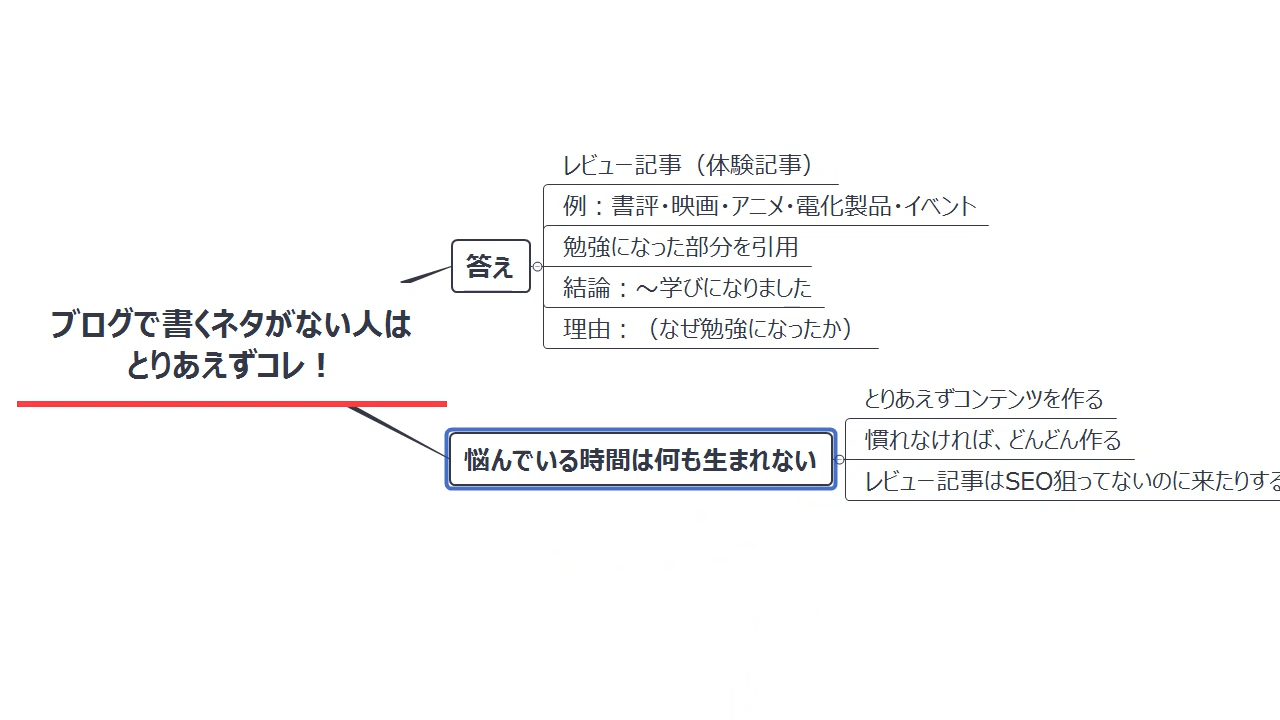 ブログで書くネタがない人は
とりあえずコレ！
答え
レビュー記事（体験記事）
例：書評・映画・アニメ・電化製品・イベント
勉強になった部分を引用
結論：～学びになりました
理由：（なぜ勉強になったか）
悩んでいる時間は何も生まれない
とりあえずコンテンツを作る
慣れなければ、どんどん作る
レビュー記事はSEO狙ってないのに来たりする